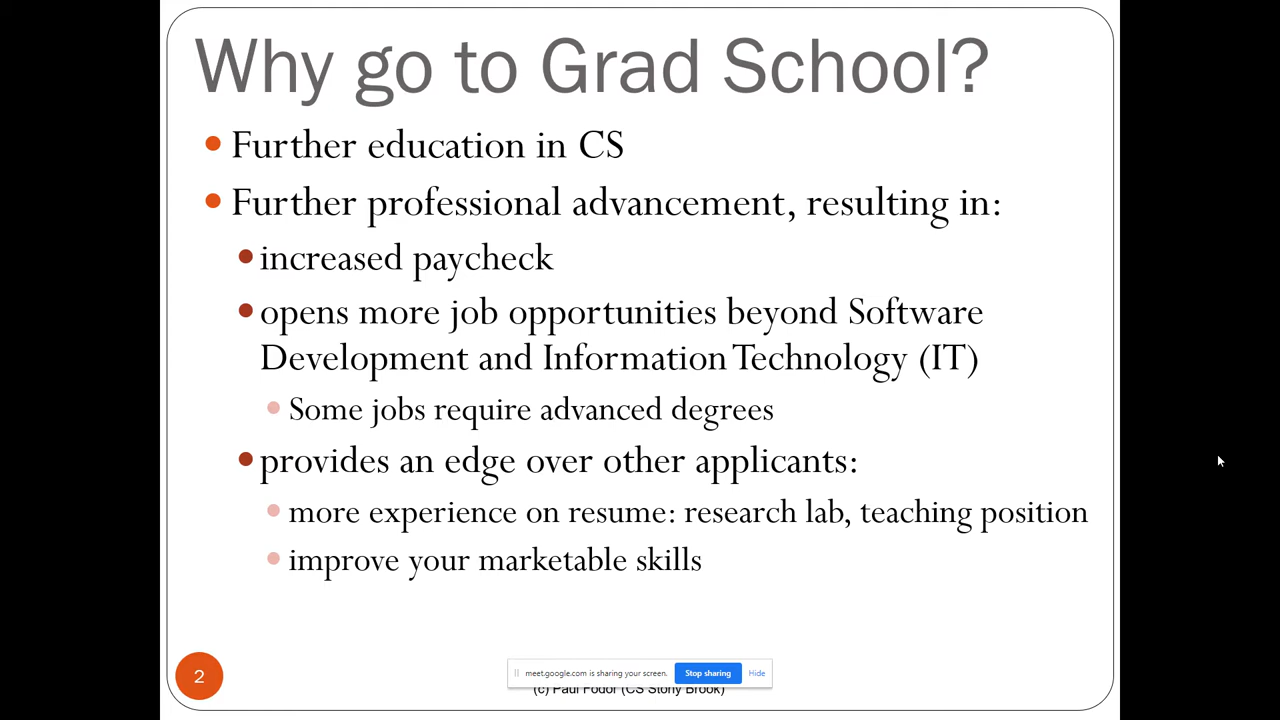 Why go to Grad School?
Further education in CS
Further professional advancement, resulting in:
increased paycheck
opens more job opportunities beyond Software
Development and Information Technology (IT)
Some jobs require advanced degrees
provides an edge over other applicants:
more experience on resume: research lab, teaching position
improve your marketable skills
meet.google.com is sharing your screen. Stop sharing Hide
2
(c) Paul Fodor (CS Stony Brook)